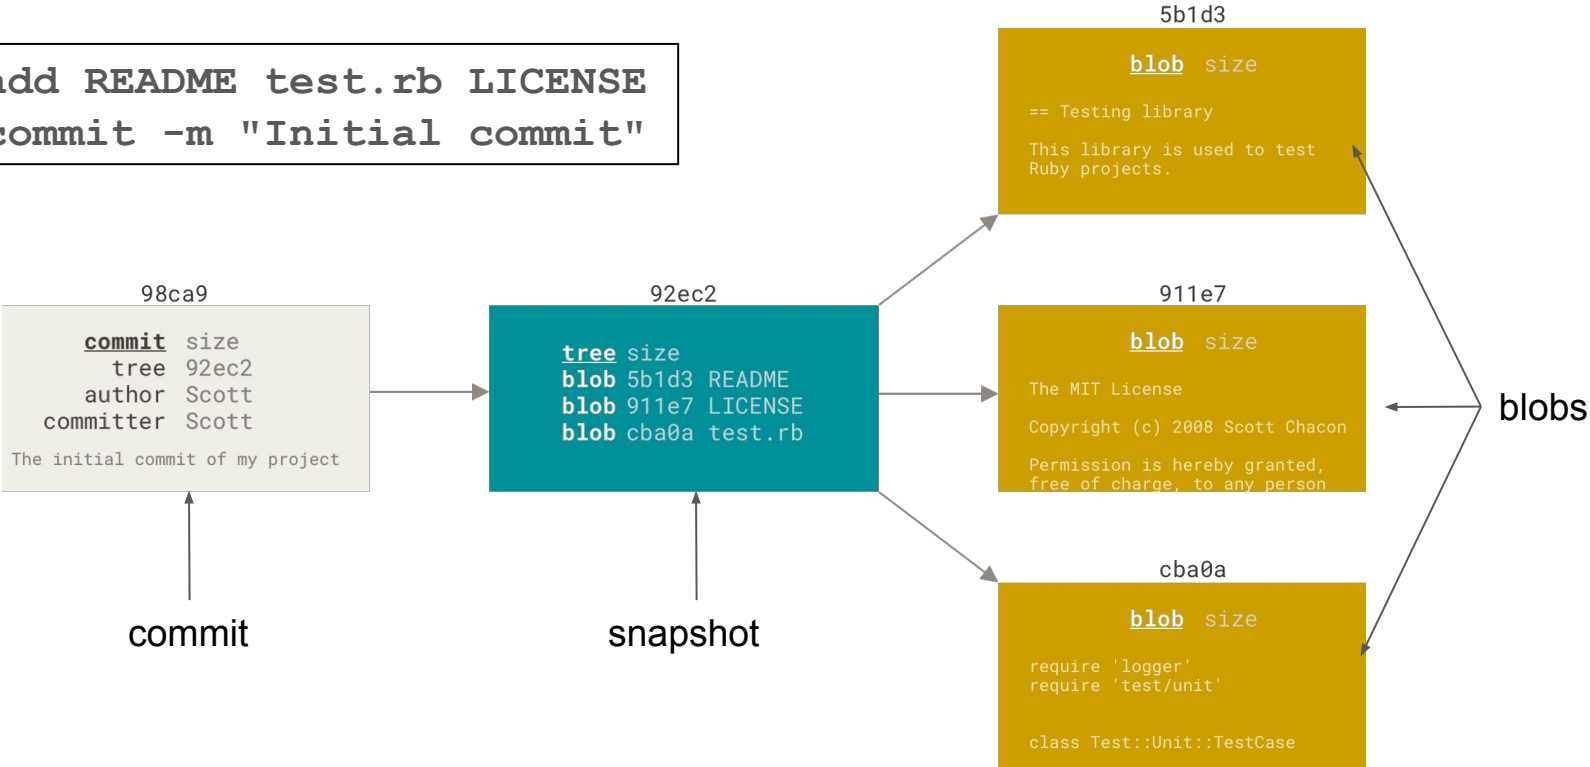 add README test.rb LICENSE
commit -m "Initial commit"
5b1d3
blob size
== Testing library
This library is used to test
Ruby projects.
98ca9
commit size
tree 92ec2
author Scott
committer Scott
The initial commit of my project
92ec2
tree size
blob 5b1d3 README
blob 911e7 LICENSE
blob cba0a test.rb
911e7
blob size
The MIT License
Copyright (c) 2008 Scott Chacon
Permission is hereby granted,
free of charge, to any person
blobs
commit
snapshot
cba0a
blob size
require 'logger'
require 'test/unit'
class Test::Unit::TestCase